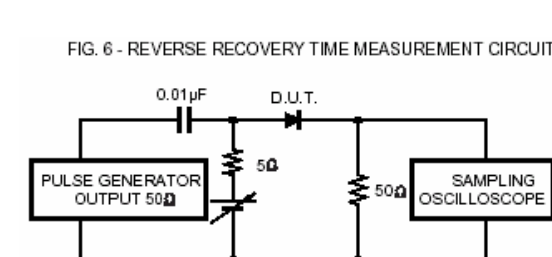 FIG. 6 - REVERSE RECOVERY TIME MEASUREMENT CIRCUIT
0.01µF
D.U.T.
5Ω
PULSE GENERATOR
OUTPUT 50Ω
50Ω
SAMPLING
OSCILLOSCOPE